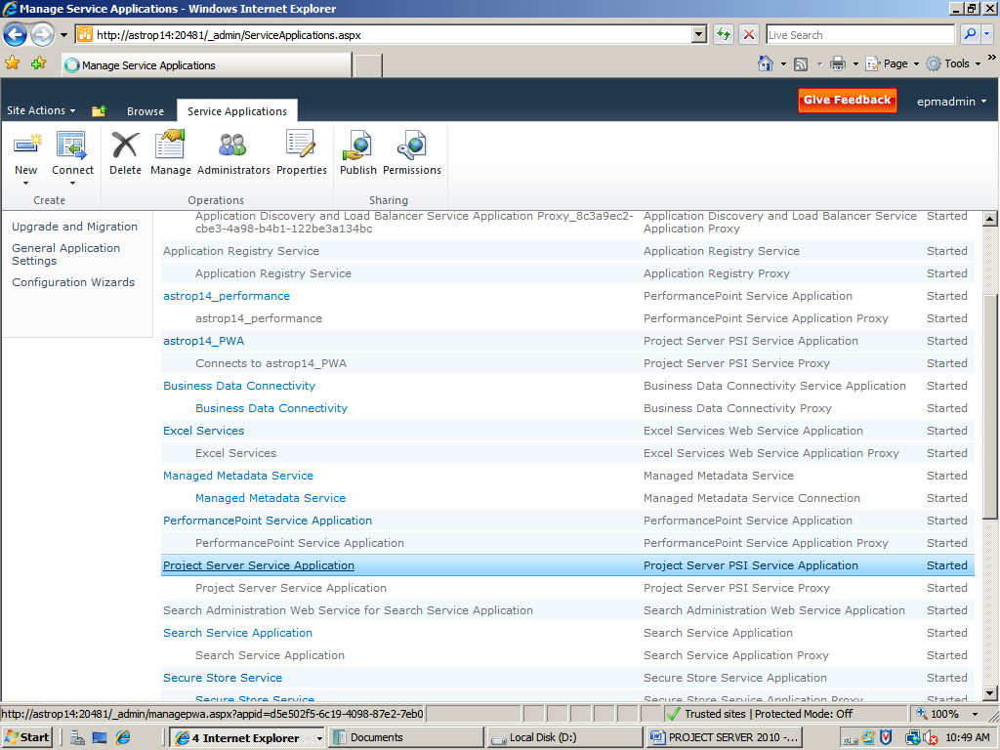 Manage Service Applications - Windows Internet Explorer
http://astrop14:20481/_admin/ServiceApplications.aspx
Live Search
Manage Service Applications
Page
Tools
Site Actions
Browse
Service Applications
Give Feedback
epmadmin
New
Connect
Delete
Manage
Administrators
Properties
Publish
Permissions
Create
Operations
Sharing
Upgrade and Migration
General Application
Settings
Configuration Wizards
Application Discovery and Load Balancer Service Application Proxy_8c3a9ec2-
cbe3-4a98-b4b1-122be3a134bc
Application Discovery and Load Balancer Service
Application Proxy
Started
Application Registry Service Application Registry Service Started
Application Registry Service Application Registry Proxy Started
astrop14_performance PerformancePoint Service Application Started
astrop14_performance PerformancePoint Service Application Proxy Started
astrop14_PWA Project Server PSI Service Application Started
Connects to astrop14_PWA Project Server PSI Service Proxy Started
Business Data Connectivity Business Data Connectivity Service Application Started
Business Data Connectivity Business Data Connectivity Proxy Started
Excel Services Excel Services Web Service Application Started
Excel Services Excel Services Web Service Application Proxy Started
Managed Metadata Service Managed Metadata Service Started
Managed Metadata Service Managed Metadata Service Connection Started
PerformancePoint Service Application PerformancePoint Service Application Started
PerformancePoint Service Application PerformancePoint Service Application Proxy Started
Project Server Service Application Project Server PSI Service Application Started
Project Server Service Application Project Server PSI Service Proxy Started
Search Administration Web Service for Search Service Application Search Administration Web Service Application Started
Search Service Application Search Service Application Started
Search Service Application Search Service Application Proxy Started
Secure Store Service Secure Store Service Application Started
Secure Store Service Secure Store Service Application Proxy Started
http://astrop14:20481/_admin/managepwa.aspx?appid=d5e502f5-6c19-4098-87e2-7eb0
Trusted sites | Protected Mode: Off
100%
Start
4 Internet Explorer
Documents
Local Disk (D:)
PROJECT SERVER 2010 -...
10:49 AM